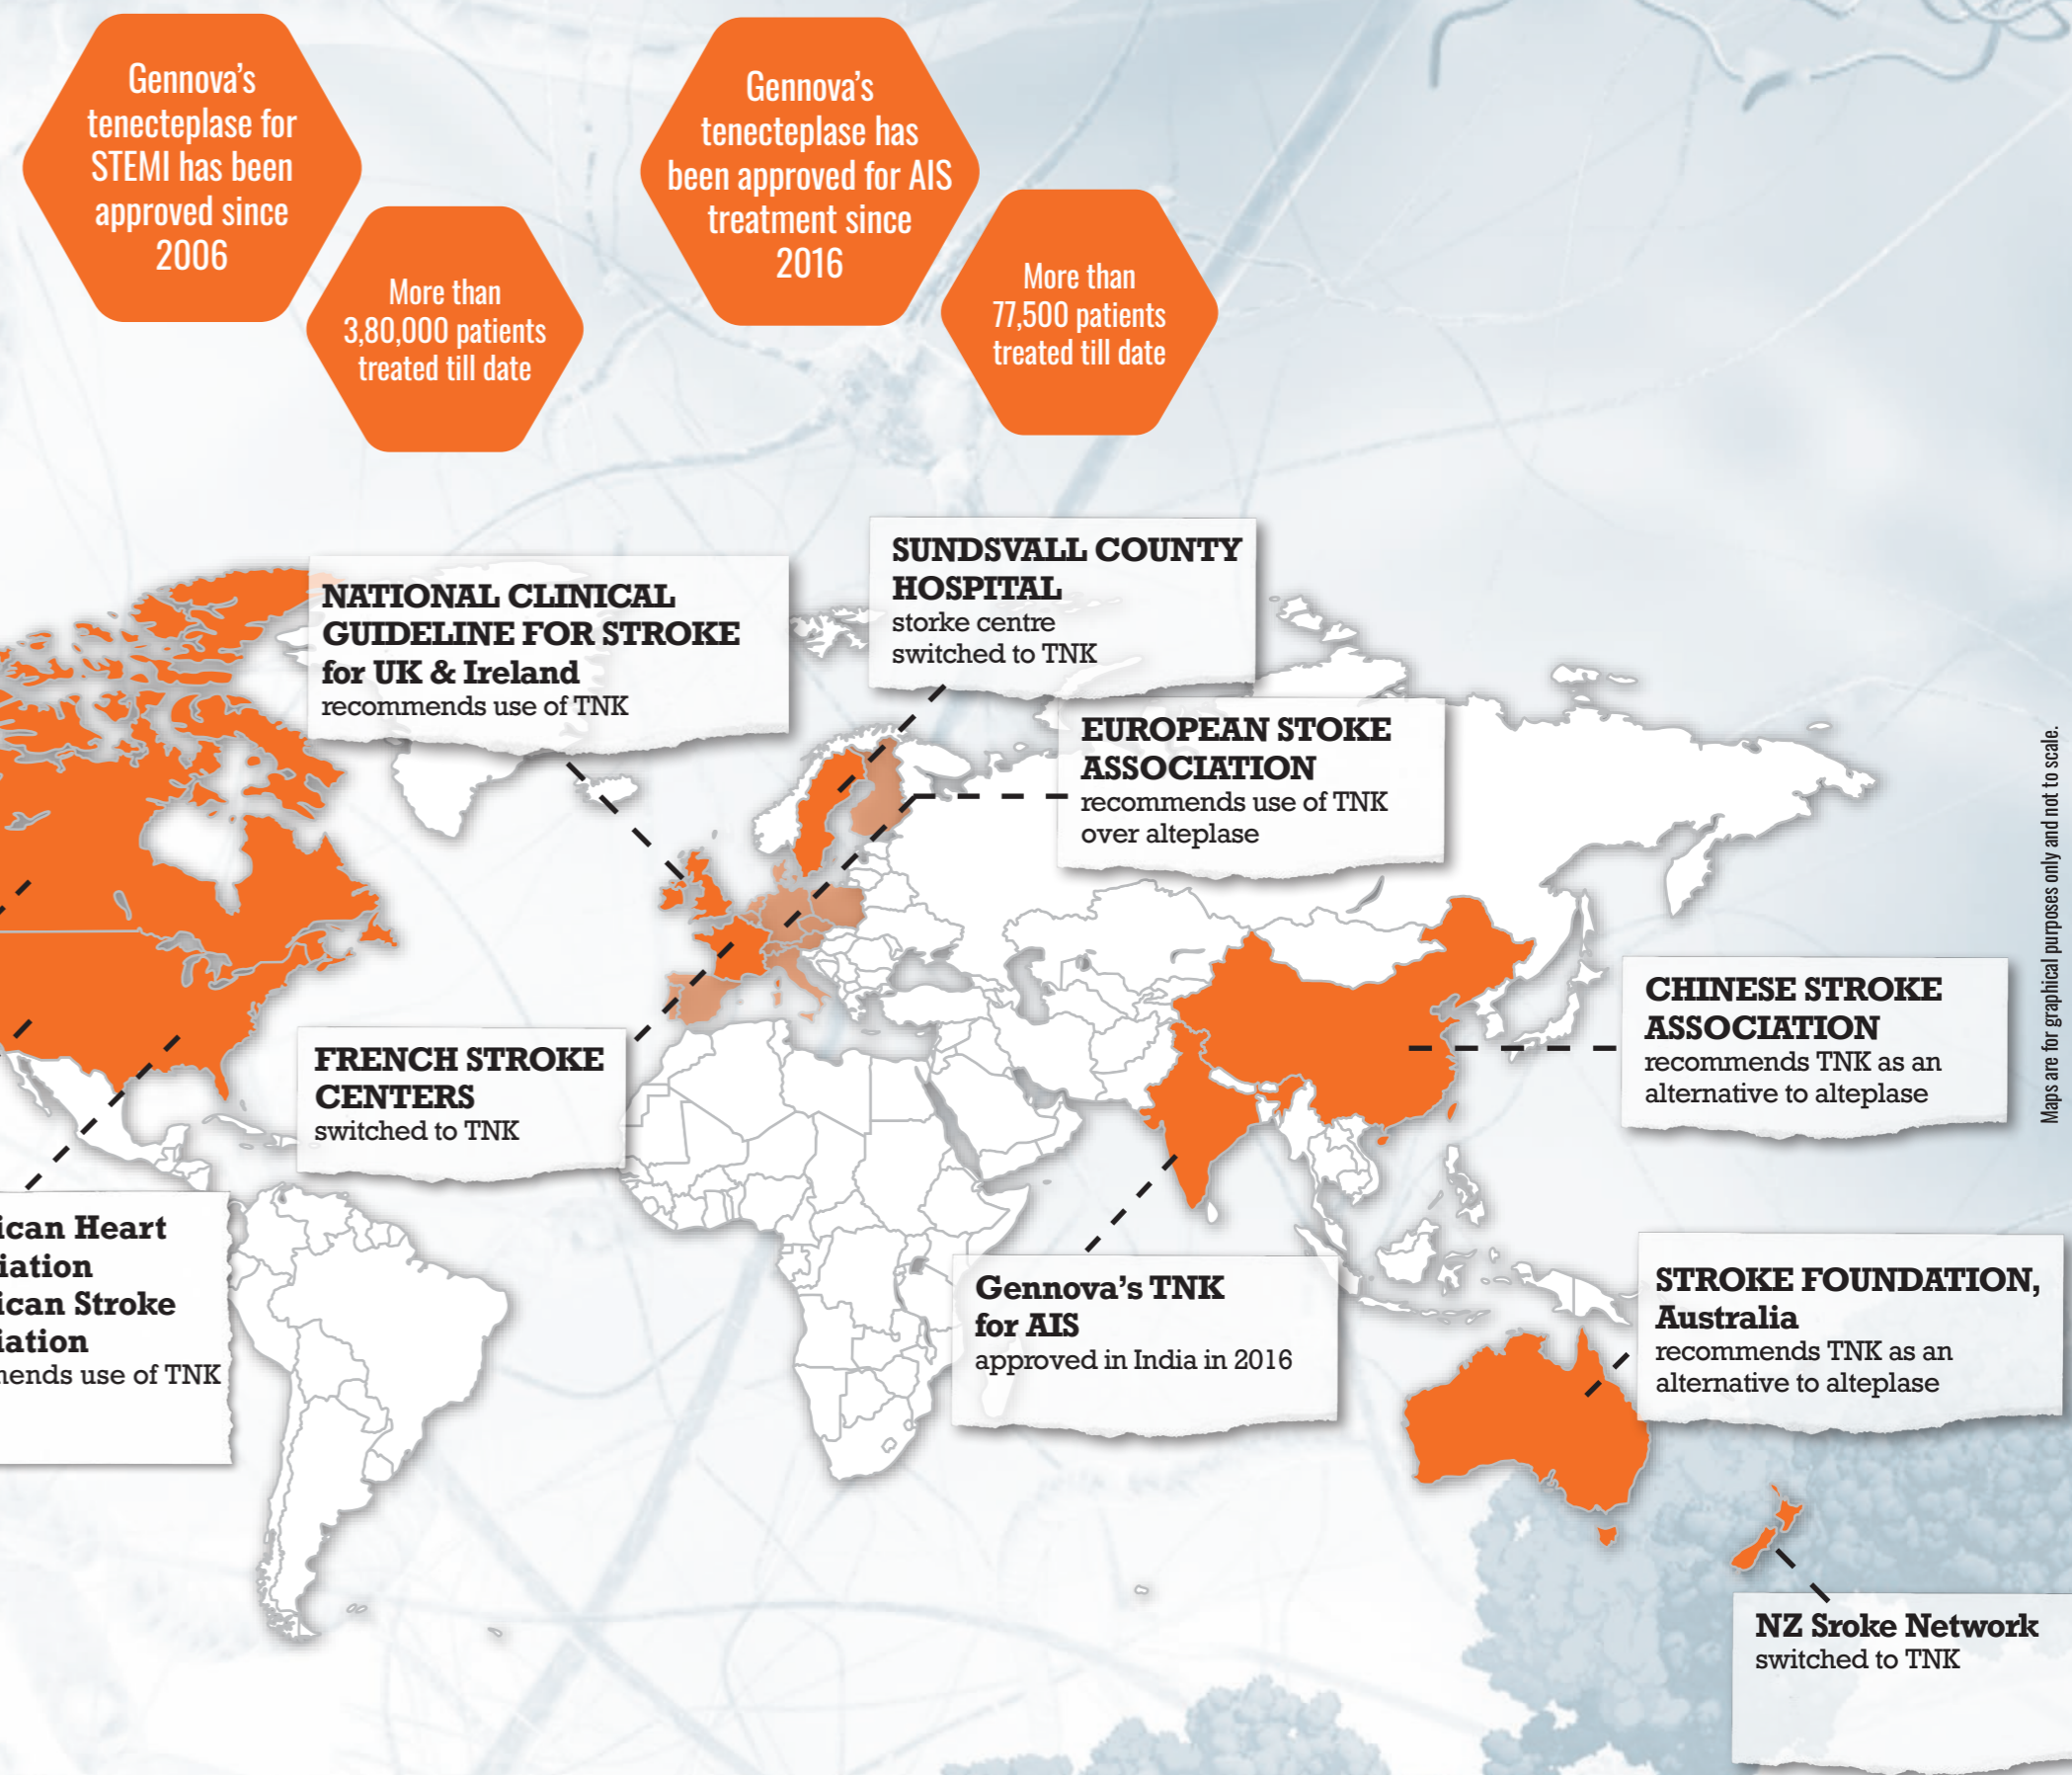 Gennova’s
tenecteplase for
STEMI has been
approved since
2006
More than
3,80,000 patients
treated till date
Gennova’s
tenecteplase has
been approved for AIS
treatment since
2016
More than
77,500 patients
treated till date
NATIONAL CLINICAL
GUIDELINE FOR STROKE
for UK & Ireland
recommends use of TNK
SUNDSVALL COUNTY
HOSPITAL
storke centre
switched to TNK
EUROPEAN STOKE
ASSOCIATION
recommends use of TNK
over alteplase
FRENCH STROKE
CENTERS
switched to TNK
CHINESE STROKE
ASSOCIATION
recommends TNK as an
alternative to alteplase
ican Heart
iation
ican Stroke
iation
nends use of TNK
Gennova’s TNK
for AIS
approved in India in 2016
STROKE FOUNDATION,
Australia
recommends TNK as an
alternative to alteplase
NZ Sroke Network
switched to TNK
Maps are for graphical purposes only and not to scale.